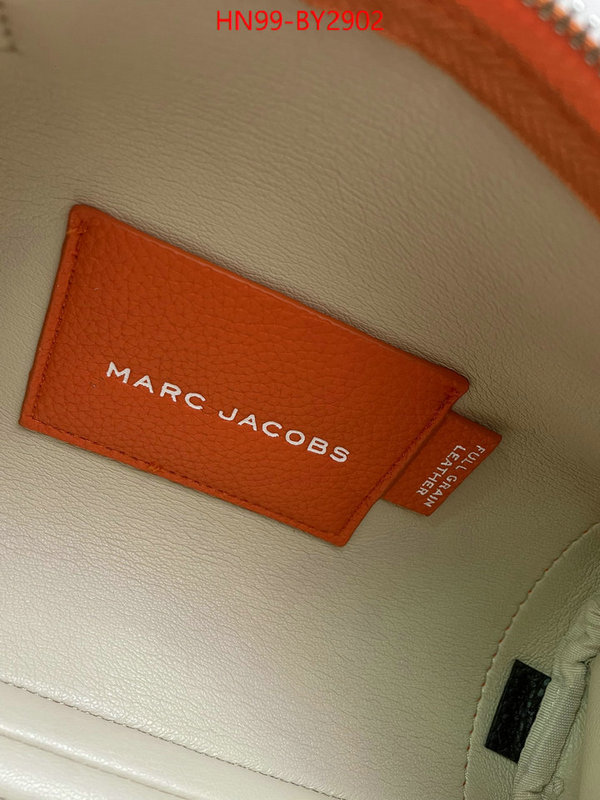 HN99-BY2902
MARC JACOBS
FULL GRAIN
LEATHER